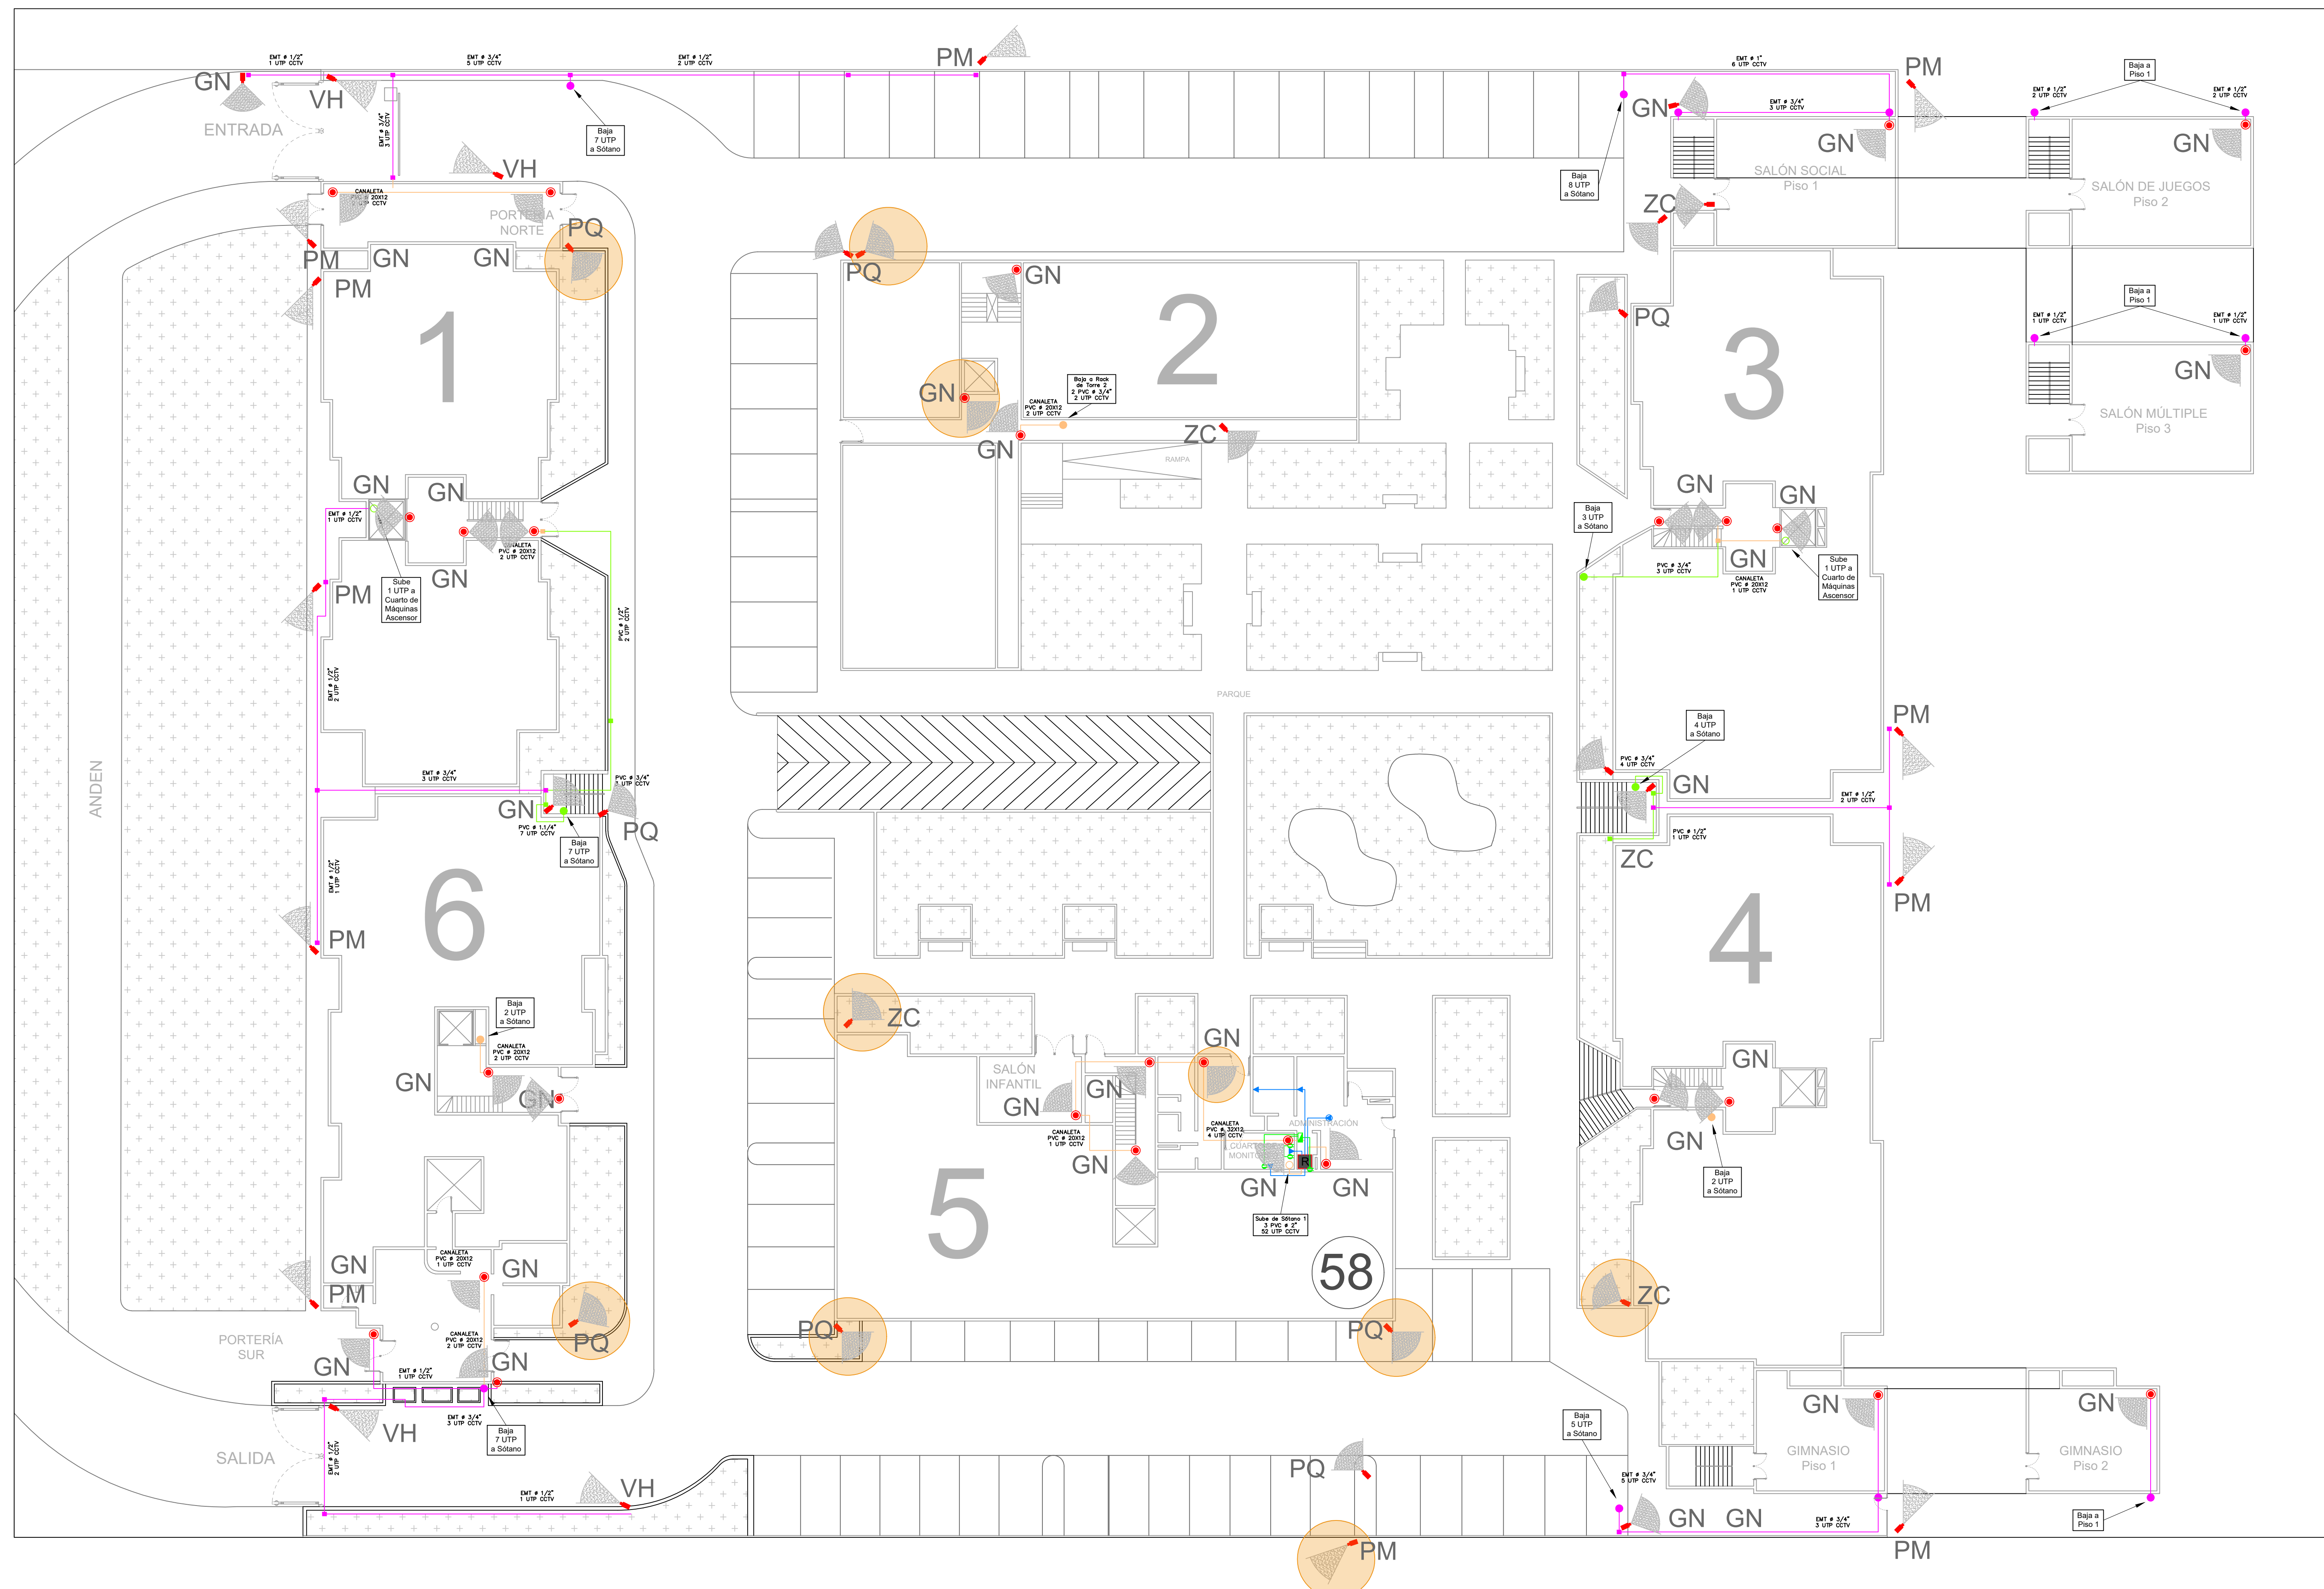 EMT # 1/2"
1 UTP CCTV
EMT # 3/4"
5 UTP CCTV
EMT # 1/2"
2 UTP CCTV
PM
EMT # 1"
6 UTP CCTV
PM
Baja a
Piso 1
GN
VH
EMT # 3/4"
3 UTP CCTV
GN
EMT # 3/4"
3 UTP CCTV
EMT # 1/2"
2 UTP CCTV
EMT # 1/2"
2 UTP CCTV
ENTRADA
Baja
7 UTP
a Sótano
GN
GN
VH
SALÓN SOCIAL
Piso 1
SALÓN DE JUEGOS
Piso 2
Baja
8 UTP
a Sótano
CANALETA
PVC # 20X12
2 UTP CCTV
PORTERÍA
NORTE
ZC
PQ
PM
GN
GN
PQ
GN
PM
Baja a
Piso 1
EMT # 1/2"
1 UTP CCTV
EMT # 1/2"
1 UTP CCTV
PQ
1
2
3
GN
GN
Baja a Rack
de Torre 2
2 PVC # 3/4"
2 UTP CCTV
CANALETA
PVC # 20X12
2 UTP CCTV
SALÓN MÚLTIPLE
Piso 3
ZC
GN
RAMPA
GN
GN
GN
GN
EMT # 1/2"
1 UTP CCTV
Baja
3 UTP
a Sótano
CANALETA
PVC # 20X12
2 UTP CCTV
GN
GN
PVC # 3/4"
3 UTP CCTV
CANALETA
PVC # 20X12
1 UTP CCTV
Sube
1 UTP a
Cuarto de
Máquinas
Ascensor
Sube
1 UTP a
Cuarto de
Máquinas
Ascensor
PM
PVC # 1/2"
2 UTP CCTV
EMT # 1/2"
2 UTP CCTV
PARQUE
Baja
4 UTP
a Sótano
PM
ANDEN
EMT # 3/4"
3 UTP CCTV
PVC # 3/4"
3 UTP CCTV
PVC # 3/4"
4 UTP CCTV
GN
EMT # 1/2"
2 UTP CCTV
GN
PVC # 1.1/4"
7 UTP CCTV
PQ
Baja
7 UTP
a Sótano
PVC # 1/2"
1 UTP CCTV
ZC
EMT # 1/2"
1 UTP CCTV
PM
6
4
PM
Baja
2 UTP
a Sótano
CANALETA
PVC # 20X12
2 UTP CCTV
ZC
GN
GN
GN
GN
SALÓN
INFANTIL
GN
GN
CANALETA
PVC # 20X12
1 UTP CCTV
CANALETA
PVC # 32X12
4 UTP CCTV
ADMINISTRACIÓN
R
GN
GN
GN
GN
Baja
2 UTP
a Sótano
5
Sube de Sótano 1
3 PVC # 2"
52 UTP CCTV
58
CANALETA
PVC # 20X12
1 UTP CCTV
GN
GN
PM
ZC
CANALETA
PVC # 20X12
2 UTP CCTV
PQ
PQ
PQ
PORTERÍA
SUR
GN
GN
EMT # 1/2"
1 UTP CCTV
EMT # 3/4"
3 UTP CCTV
VH
Baja
7 UTP
a Sótano
GN
GN
Baja
5 UTP
a Sótano
SALIDA
EMT # 1/2"
2 UTP CCTV
GIMNASIO
Piso 1
GIMNASIO
Piso 2
PQ
EMT # 3/4"
5 UTP CCTV
VH
EMT # 1/2"
1 UTP CCTV
GN
GN
EMT # 3/4"
3 UTP CCTV
Baja a
Piso 1
PM
PM